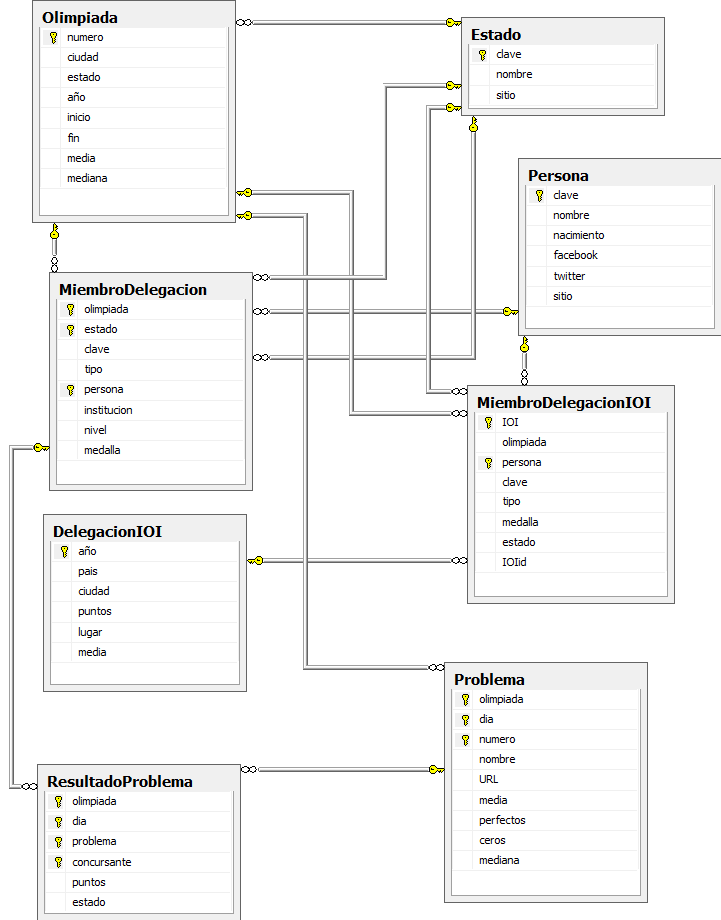 Olimpiada
numero
ciudad
estado
año
inicio
fin
media
mediana
Estado
clave
nombre
sitio
Persona
clave
nombre
nacimiento
facebook
twitter
sitio
MiembroDelegacion
olimpiada
estado
clave
tipo
persona
institucion
nivel
medalla
MiembroDelegacionIOI
IOI
olimpiada
persona
clave
tipo
medalla
estado
IOIid
DelegacionIOI
año
pais
ciudad
puntos
lugar
media
Problema
olimpiada
dia
numero
nombre
URL
media
perfectos
ceros
mediana
ResultadoProblema
olimpiada
dia
problema
concursante
puntos
estado